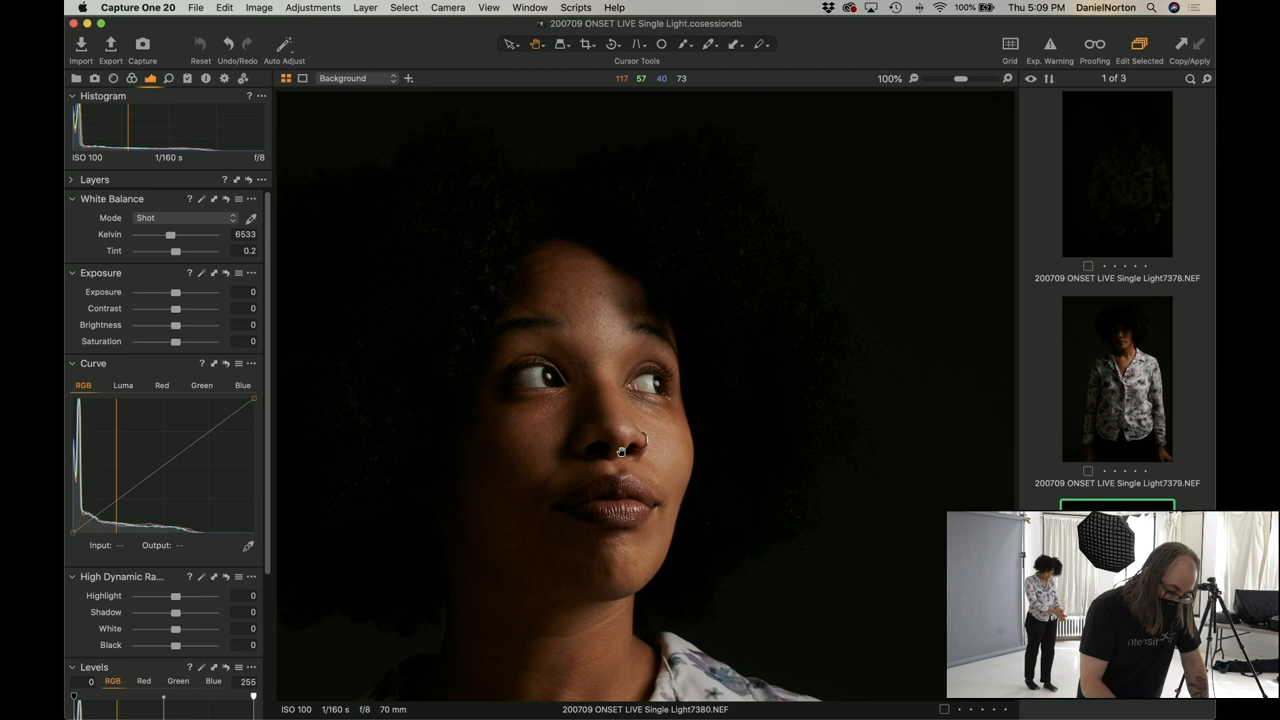 Capture One 20 File Edit Image Adjustments Layer Select Camera View Window Scripts Help 100% Thu 5:09 PM DanielNorton
200709 ONSET LIVE Single Light.cosessiondb
Import Export Capture Reset Undo/Redo Auto Adjust Cursor Tools Grid Exp. Warning Proofing Edit Selected Copy/Apply
Background 117 57 40 73 100% 1 of 3
Histogram ?
ISO 100 1/160 s f/8
Layers ?
White Balance ?
Mode Shot
Kelvin 6533
Tint 0.2
Exposure ?
Exposure 0
Contrast 0
Brightness 0
Saturation 0
Curve ?
RGB Luma Red Green Blue
Input: -- Output: --
High Dynamic Ra... ?
Highlight 0
Shadow 0
White 0
Black 0
Levels ?
0 RGB Red Green Blue 255
200709 ONSET LIVE Single Light7378.NEF
200709 ONSET LIVE Single Light7379.NEF
ISO 100 1/160 s f/8 70 mm 200709 ONSET LIVE Single Light7380.NEF